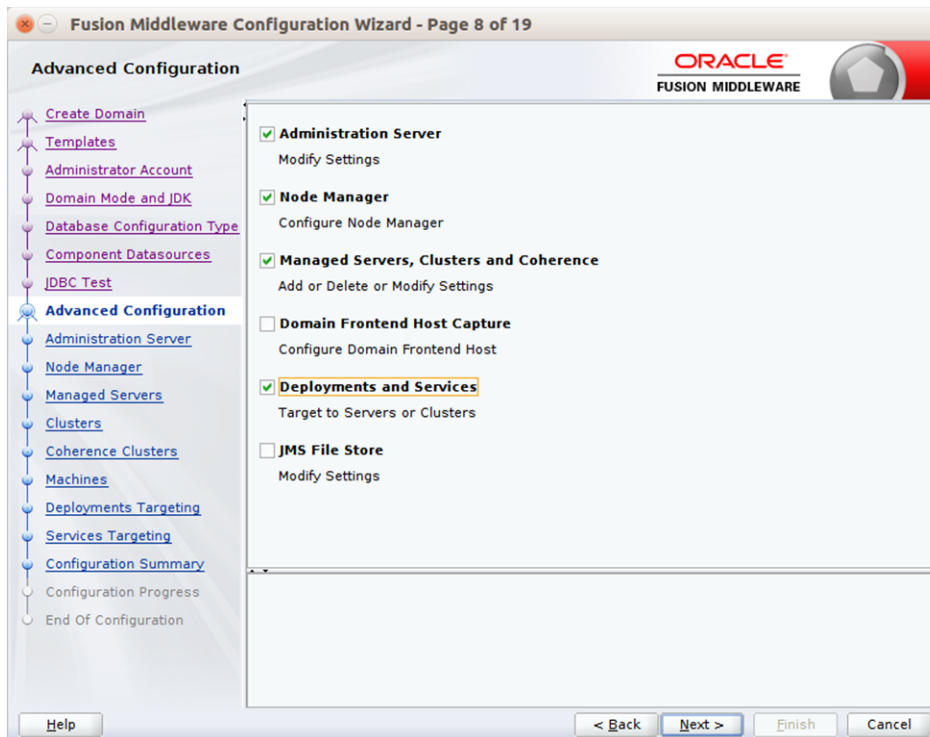 Fusion Middleware Configuration Wizard - Page 8 of 19
Advanced Configuration
ORACLE
FUSION MIDDLEWARE
Create Domain
Templates
Administrator Account
Domain Mode and JDK
Database Configuration Type
Component Datasources
JDBC Test
Advanced Configuration
Administration Server
Node Manager
Managed Servers
Clusters
Coherence Clusters
Machines
Deployments Targeting
Services Targeting
Configuration Summary
Configuration Progress
End Of Configuration
Administration Server
Modify Settings
Node Manager
Configure Node Manager
Managed Servers, Clusters and Coherence
Add or Delete or Modify Settings
Domain Frontend Host Capture
Configure Domain Frontend Host
Deployments and Services
Target to Servers or Clusters
JMS File Store
Modify Settings
Help
< Back
Next >
Finish
Cancel